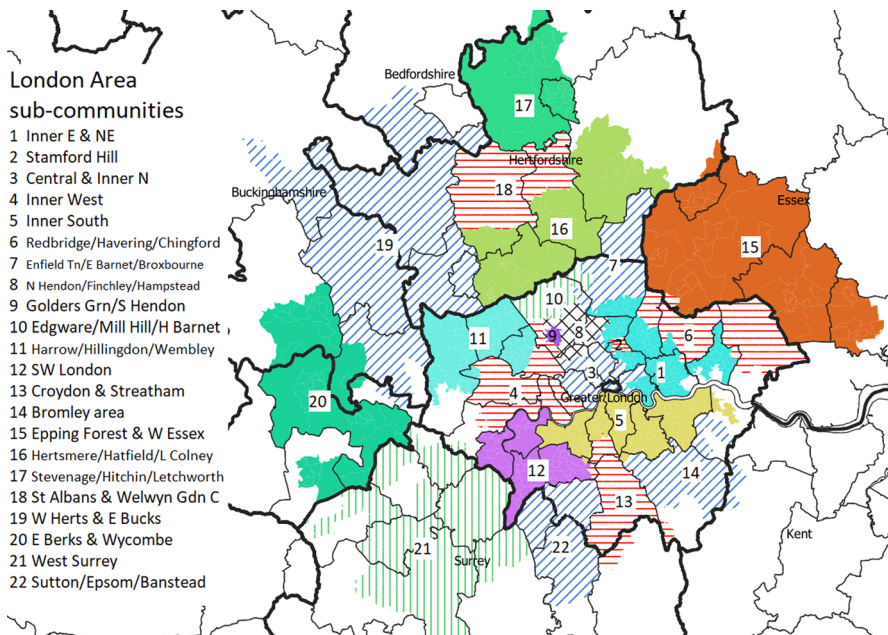 London Area
sub-communities
1 Inner E & NE
2 Stamford Hill
3 Central & Inner N
4 Inner West
5 Inner South
6 Redbridge/Havering/Chingford
7 Enfield Tn/E Barnet/Broxbourne
8 N Hendon/Finchley/Hampstead
9 Golders Grn/S Hendon
10 Edgware/Mill Hill/H Barnet
11 Harrow/Hillingdon/Wembley
12 SW London
13 Croydon & Streatham
14 Bromley area
15 Epping Forest & W Essex
16 Hertsmere/Hatfield/L Colney
17 Stevenage/Hitchin/Letchworth
18 St Albans & Welwyn Gdn C
19 W Herts & E Bucks
20 E Berks & Wycombe
21 West Surrey
22 Sutton/Epsom/Banstead
Bedfordshire
17
Hertfordshire
18
Buckinghamshire
Essex
16
19
15
7
10
11
9
8
2
6
3
1
4
Greater London
20
5
12
14
13
Kent
21
22
Surrey